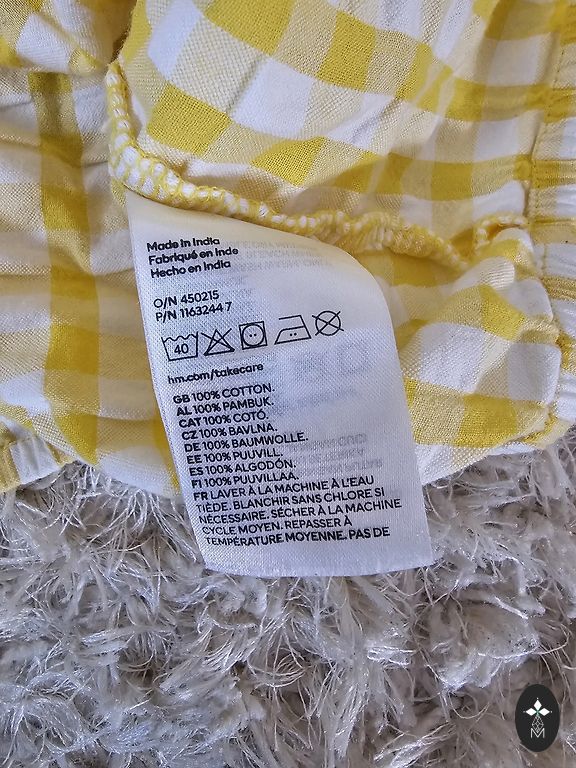 Made in India
Fabriqué en Inde
Hecho en India
O/N 450215
P/N 1163244 7
40
hm.com/takecare
GB 100% COTTON.
AL 100% PAMBUK.
CAT 100% COTÓ.
CZ 100% BAVLNA.
DE 100% BAUMWOLLE.
EE 100% PUUVILL.
ES 100% ALGODÓN.
FI 100% PUUVILLAA.
FR LAVER À LA MACHINE À L'EAU
TIÈDE. BLANCHIR SANS CHLORE SI
NÉCESSAIRE. SÉCHER À LA MACHINE
CYCLE MOYEN. REPASSER À
TEMPÉRATURE MOYENNE. PAS DE
M